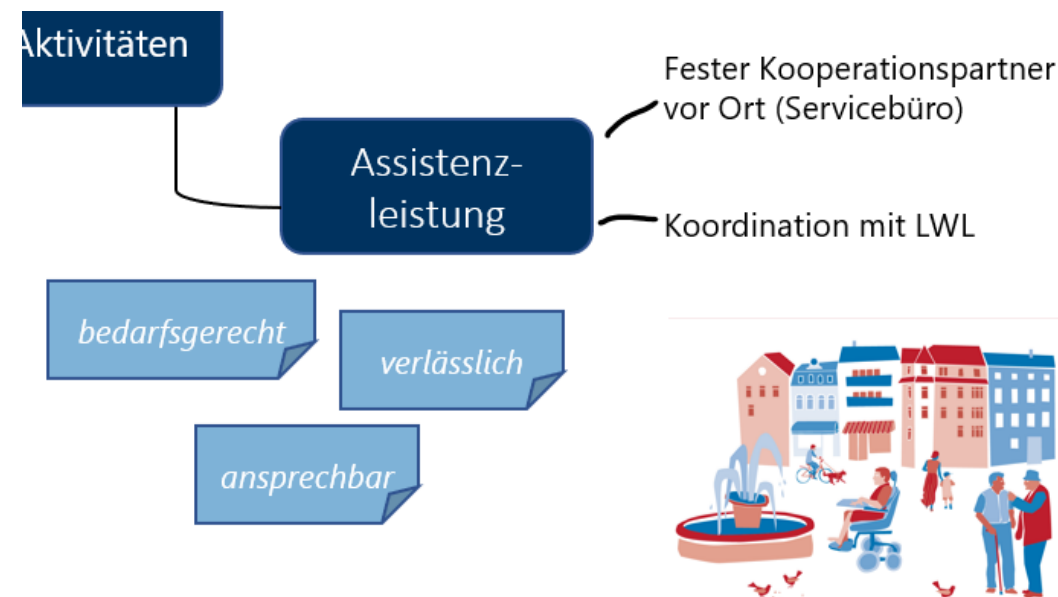 Aktivitäten
Assistenz-
leistung
Fester Kooperationspartner
vor Ort (Servicebüro)
Koordination mit LWL
bedarfsgerecht
verlässlich
ansprechbar